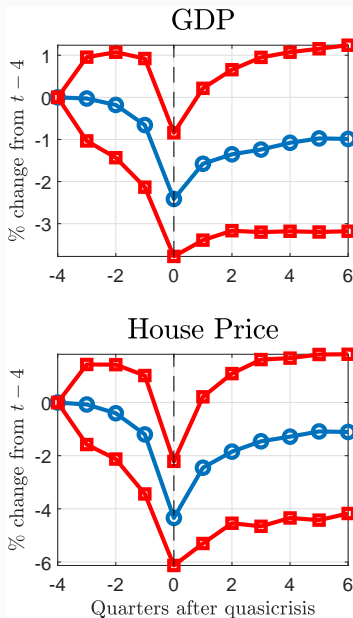 GDP
% change from t − 4
1
0
-1
-2
-3
-4 -2 0 2 4 6
House Price
% change from t − 4
0
-2
-4
-6
-4 -2 0 2 4 6
Quarters after quasicrisis